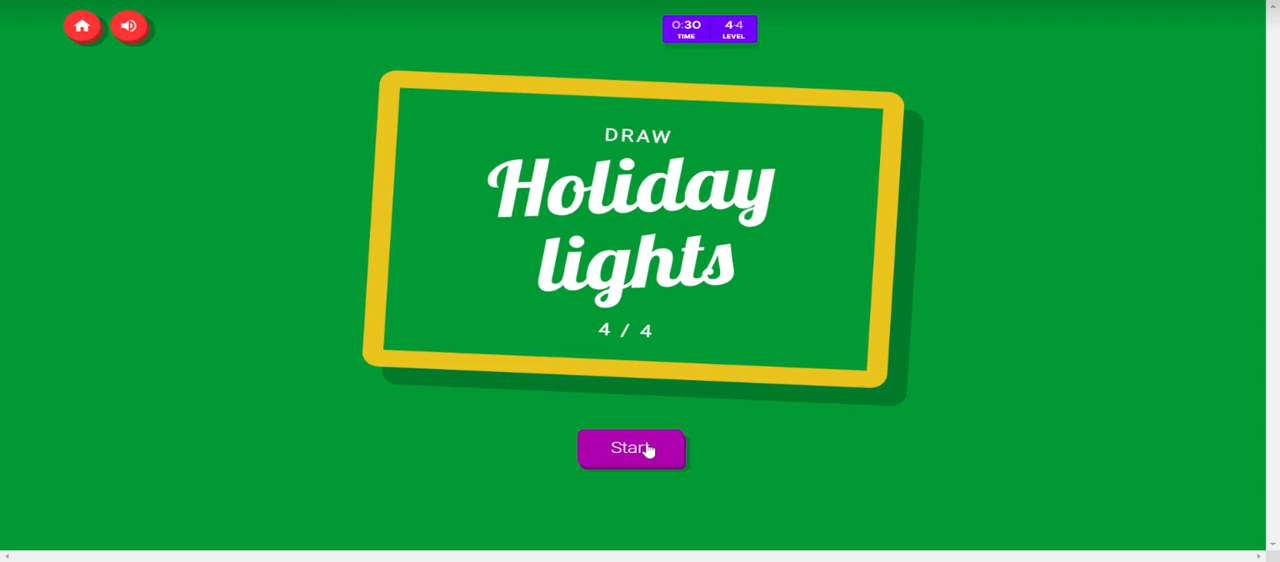 0:30
TIME
4-4
LEVEL
DRAW
Holiday
lights
4 / 4
Start